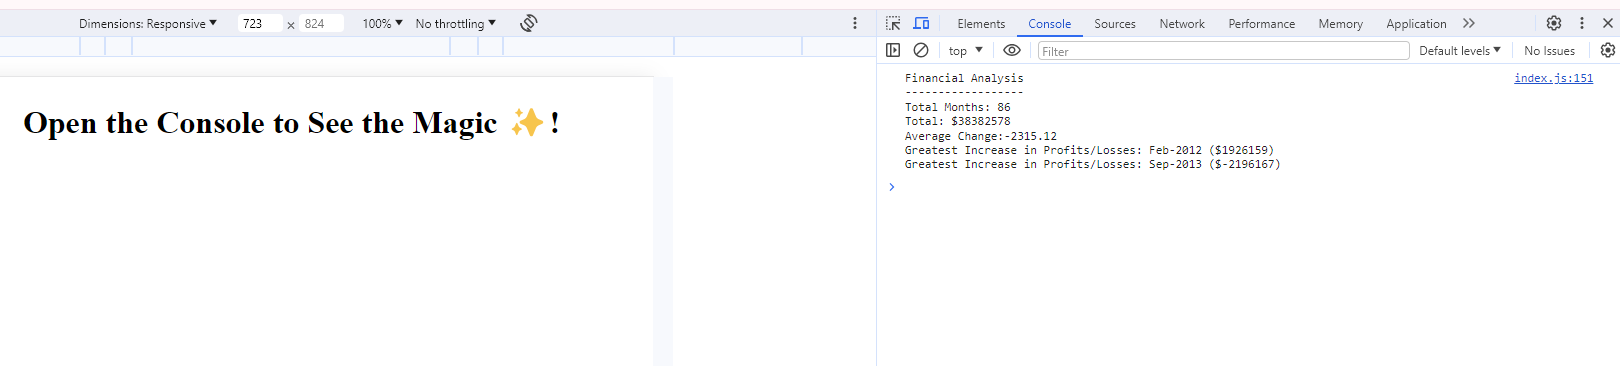 Dimensions: Responsive ▼ 723 × 824 100% ▼ No throttling ▼
Elements Console Sources Network Performance Memory Application
top ▼ Filter Default levels ▼ No Issues
Open the Console to See the Magic ✨!
Financial Analysis index.js:151
------------------
Total Months: 86
Total: $38382578
Average Change:-2315.12
Greatest Increase in Profits/Losses: Feb-2012 ($1926159)
Greatest Increase in Profits/Losses: Sep-2013 ($-2196167)